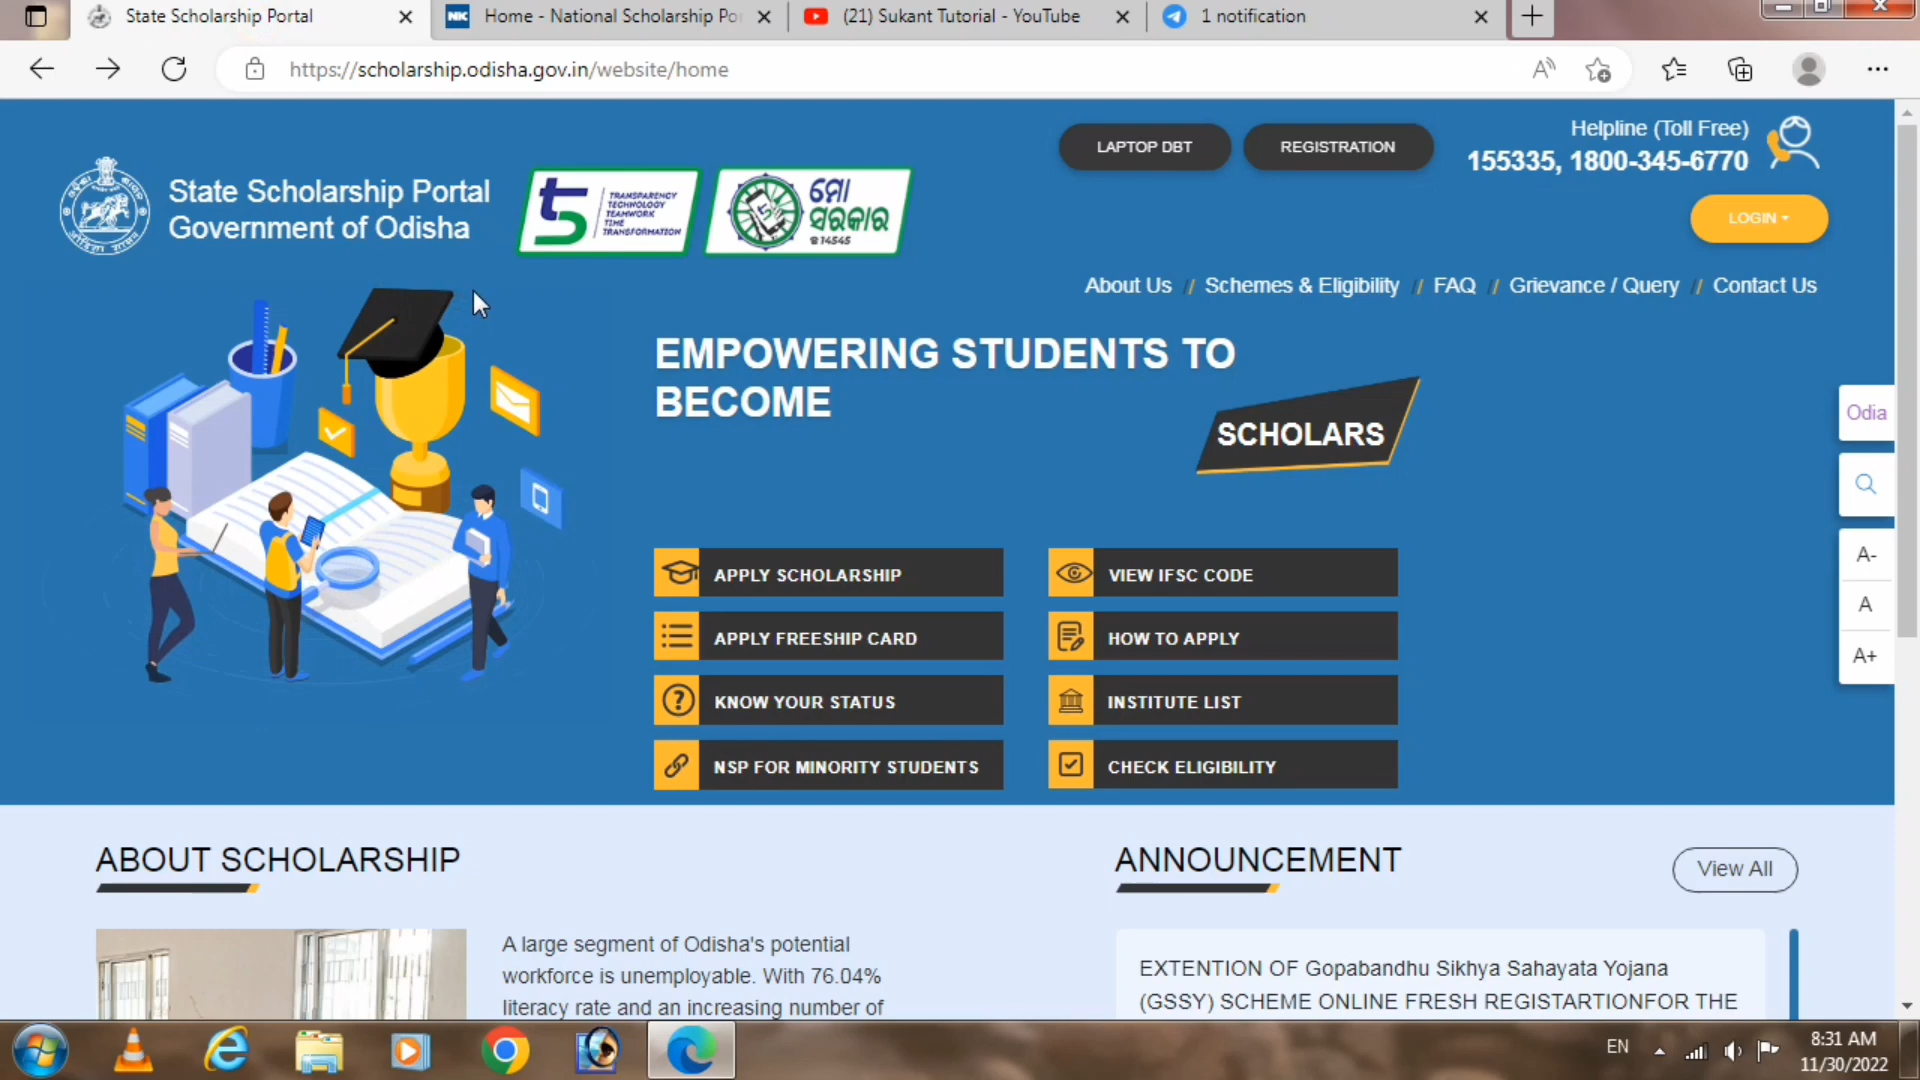 State Scholarship Portal
Home - National Scholarship Po
(21) Sukant Tutorial - YouTube
1 notification
https://scholarship.odisha.gov.in/website/home
LAPTOP DBT
REGISTRATION
Helpline (Toll Free)
155335, 1800-345-6770
LOGIN
State Scholarship Portal
Government of Odisha
5
TRANSPARENCY
TECHNOLOGY
TEAMWORK
TIME
TRANSFORMATION
ମୋ
ସରକାର
14545
About Us // Schemes & Eligibility // FAQ // Grievance / Query // Contact Us
EMPOWERING STUDENTS TO
BECOME
SCHOLARS
Odia
A-
A
A+
APPLY SCHOLARSHIP
VIEW IFSC CODE
APPLY FREESHIP CARD
HOW TO APPLY
KNOW YOUR STATUS
INSTITUTE LIST
NSP FOR MINORITY STUDENTS
CHECK ELIGIBILITY
ABOUT SCHOLARSHIP
A large segment of Odisha's potential
workforce is unemployable. With 76.04%
literacy rate and an increasing number of
ANNOUNCEMENT
View All
EXTENTION OF Gopabandhu Sikhya Sahayata Yojana
(GSSY) SCHEME ONLINE FRESH REGISTARTIONFOR THE
EN
8:31 AM
11/30/2022